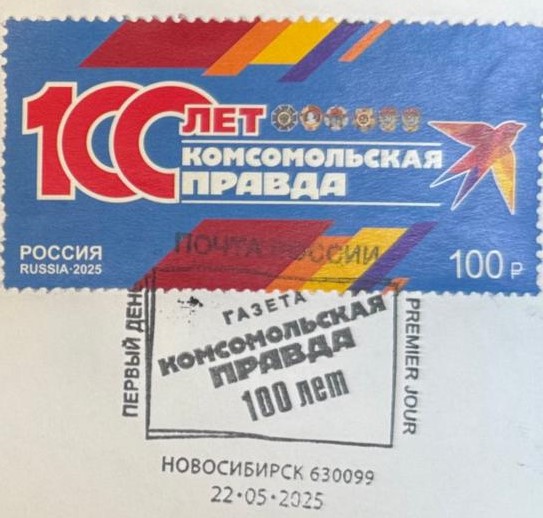 100 ЛЕТ
КОМСОМОЛЬСКАЯ
ПРАВДА
РОССИЯ
RUSSIA·2025
100 ₽
ПОЧТА РОССИИ
ПЕРВЫЙ ДЕНЬ
PREMIER JOUR
ГАЗЕТА
КОМСОМОЛЬСКАЯ
ПРАВДА
100 лет
НОВОСИБИРСК 630099
22·05·2025